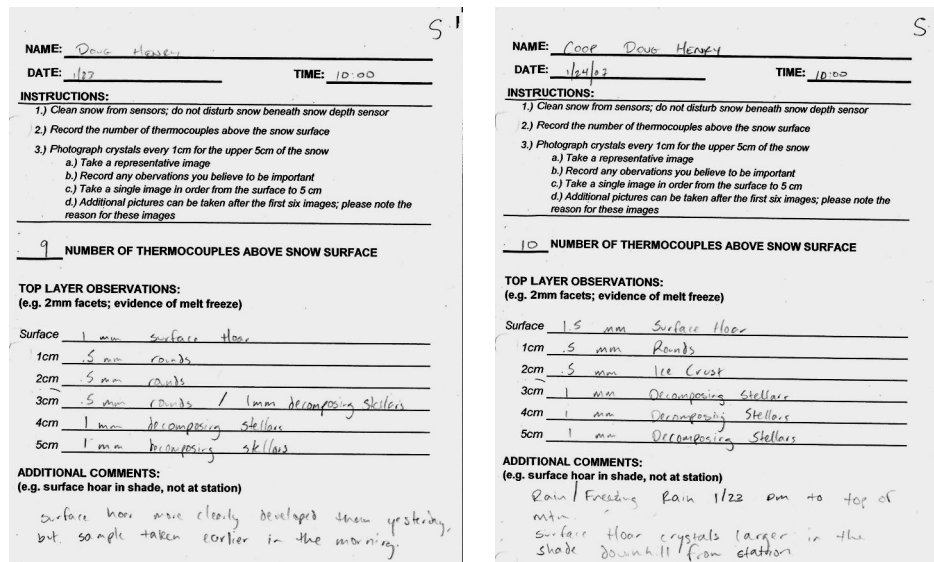 S
NAME: Doug Henry
DATE: 1/23 TIME: 10:00
INSTRUCTIONS:
1.) Clean snow from sensors; do not disturb snow beneath snow depth sensor
2.) Record the number of thermocouples above the snow surface
3.) Photograph crystals every 1cm for the upper 5cm of the snow
a.) Take a representative image
b.) Record any obervations you believe to be important
c.) Take a single image in order from the surface to 5 cm
d.) Additional pictures can be taken after the first six images; please note the
reason for these images
9 NUMBER OF THERMOCOUPLES ABOVE SNOW SURFACE
TOP LAYER OBSERVATIONS:
(e.g. 2mm facets; evidence of melt freeze)
Surface 1 mm surface Hoar
1cm .5 mm rounds
2cm .5 mm rounds
3cm .5 mm rounds / 1mm decomposing stellars
4cm 1 mm decomposing stellars
5cm 1 mm decomposing stellars
ADDITIONAL COMMENTS:
(e.g. surface hoar in shade, not at station)
surface hoar more clearly developed than yesterday,
but sample taken earlier in the morning.
S
NAME: Coop Doug Henry
DATE: 1/24/07 TIME: 10:00
INSTRUCTIONS:
1.) Clean snow from sensors; do not disturb snow beneath snow depth sensor
2.) Record the number of thermocouples above the snow surface
3.) Photograph crystals every 1cm for the upper 5cm of the snow
a.) Take a representative image
b.) Record any obervations you believe to be important
c.) Take a single image in order from the surface to 5 cm
d.) Additional pictures can be taken after the first six images; please note the
reason for these images
10 NUMBER OF THERMOCOUPLES ABOVE SNOW SURFACE
TOP LAYER OBSERVATIONS:
(e.g. 2mm facets; evidence of melt freeze)
Surface 1.5 mm Surface Hoar
1cm .5 mm Rounds
2cm .5 mm Ice Crust
3cm 1 mm Decomposing Stellars
4cm 1 mm Decomposing Stellars
5cm 1 mm Decomposing Stellars
ADDITIONAL COMMENTS:
(e.g. surface hoar in shade, not at station)
Rain/Freezing Rain 1/23 pm to top of
mtn.
surface Hoar crystals larger in the
shade downhill from station